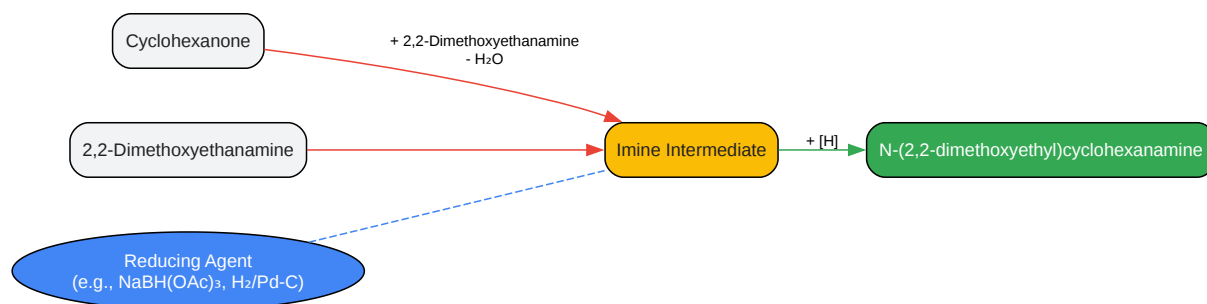 Cyclohexanone
+ 2,2-Dimethoxyethanamine
- H₂O
2,2-Dimethoxyethanamine
Imine Intermediate
+ [H]
N-(2,2-dimethoxyethyl)cyclohexanamine
Reducing Agent
(e.g., NaBH(OAc)₃, H₂/Pd-C)